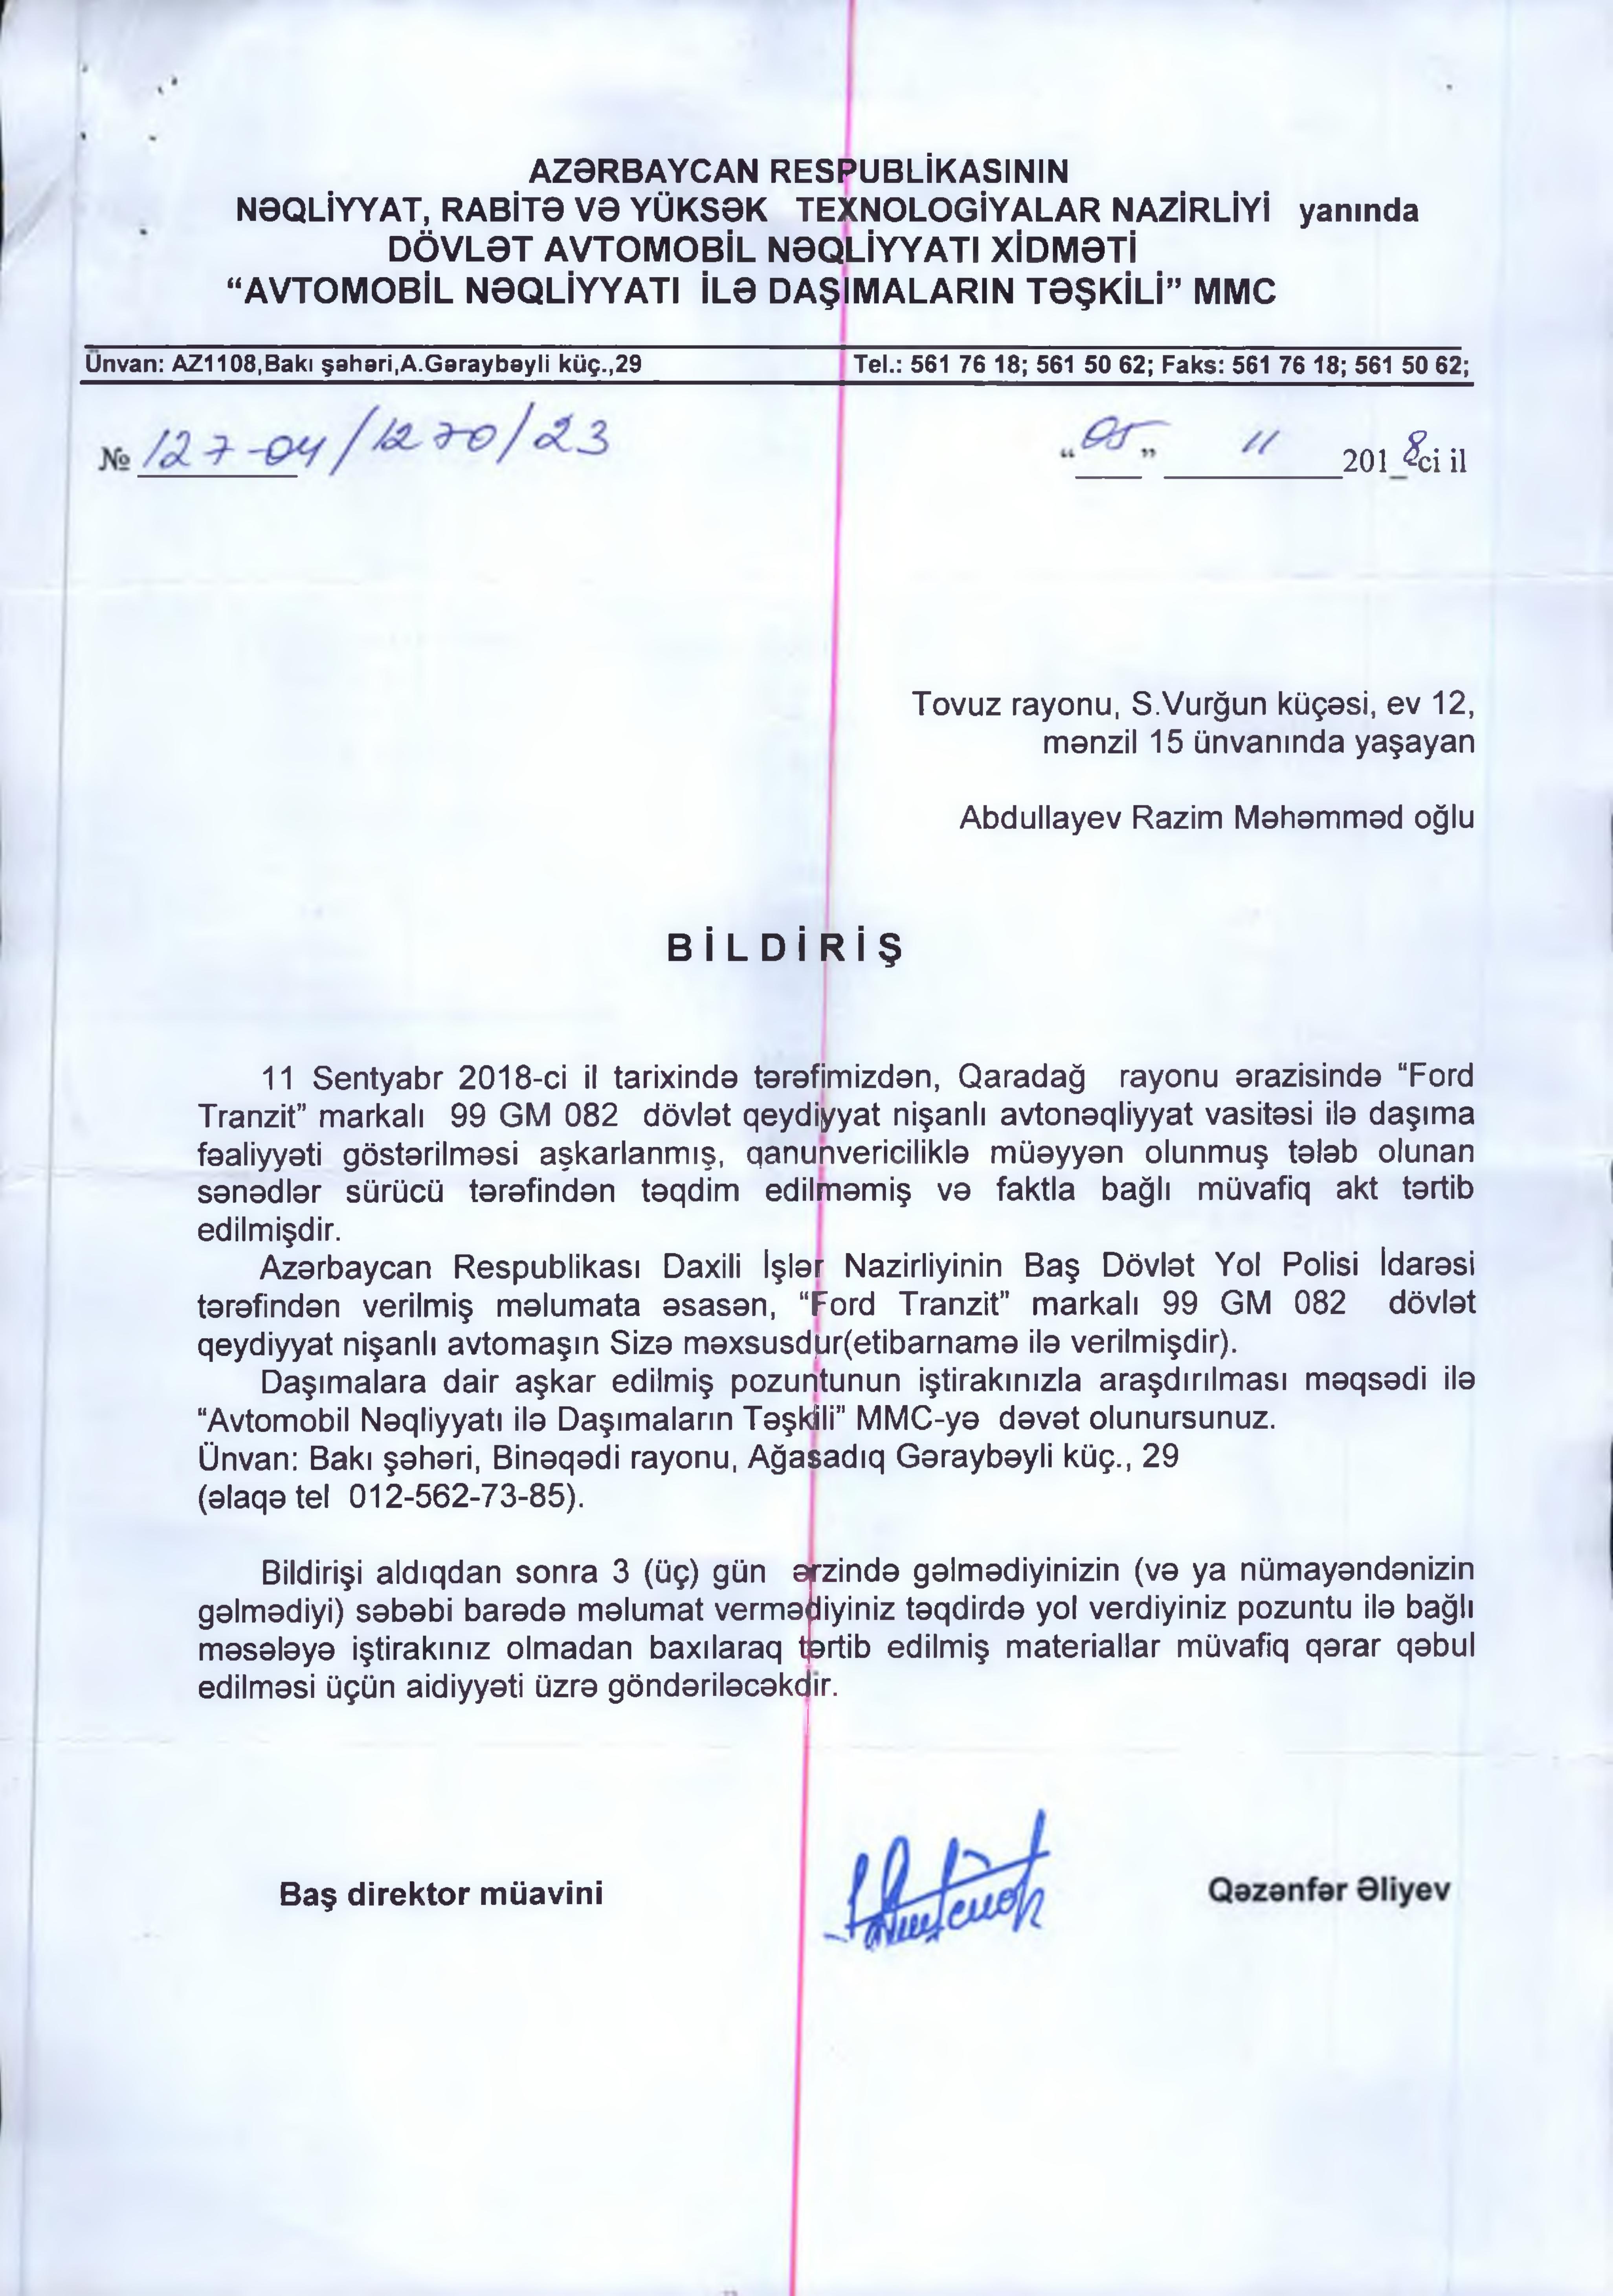 AZƏRBAYCAN RESPUBLİKASININ
NƏQLİYYAT, RABİTƏ VƏ YÜKSƏK TEXNOLOGİYALAR NAZİRLİYİ yanında
DÖVLƏT AVTOMOBİL NƏQLİYYATI XİDMƏTİ
“AVTOMOBİL NƏQLİYYATI İLƏ DAŞIMALARIN TƏŞKİLİ” MMC
Ünvan: AZ1108,Bakı şəhəri,A.Gəraybəyli küç.,29 Tel.: 561 76 18; 561 50 62; Faks: 561 76 18; 561 50 62;
№ 127-04/1270/23 “05” 11 2018ci il
Tovuz rayonu, S.Vurğun küçəsi, ev 12,
mənzil 15 ünvanında yaşayan
Abdullayev Razim Məhəmməd oğlu
BİLDİRİŞ
11 Sentyabr 2018-ci il tarixində tərəfimizdən, Qaradağ rayonu ərazisində “Ford
Tranzit” markalı 99 GM 082 dövlət qeydiyyat nişanlı avtonəqliyyat vasitəsi ilə daşıma
fəaliyyəti göstərilməsi aşkarlanmış, qanunvericiliklə müəyyən olunmuş tələb olunan
sənədlər sürücü tərəfindən təqdim edilməmiş və faktla bağlı müvafiq akt tərtib
edilmişdir.
Azərbaycan Respublikası Daxili İşlər Nazirliyinin Baş Dövlət Yol Polisi İdarəsi
tərəfindən verilmiş məlumata əsasən, “Ford Tranzit” markalı 99 GM 082 dövlət
qeydiyyat nişanlı avtomaşın Sizə məxsusdur(etibarnamə ilə verilmişdir).
Daşımalara dair aşkar edilmiş pozuntunun iştirakınızla araşdırılması məqsədi ilə
“Avtomobil Nəqliyyatı ilə Daşımaların Təşkili” MMC-yə dəvət olunursunuz.
Ünvan: Bakı şəhəri, Binəqədi rayonu, Ağasadıq Gəraybəyli küç., 29
(əlaqə tel 012-562-73-85).
Bildirişi aldıqdan sonra 3 (üç) gün ərzində gəlmədiyinizin (və ya nümayəndənizin
gəlmədiyi) səbəbi barədə məlumat vermədiyiniz təqdirdə yol verdiyiniz pozuntu ilə bağlı
məsələyə iştirakınız olmadan baxılaraq tərtib edilmiş materiallar müvafiq qərar qəbul
edilməsi üçün aidiyyəti üzrə göndəriləcəkdir.
Baş direktor müavini Qəzənfər Əliyev